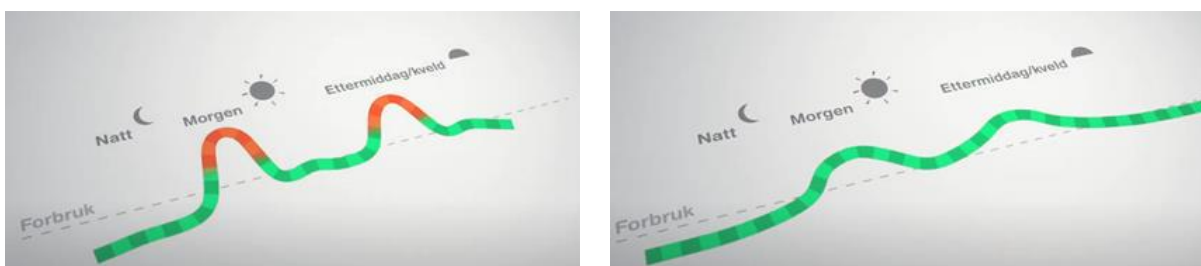 Ettermiddag/kveld
Morgen
Natt
Forbruk
Ettermiddag/kveld
Morgen
Natt
Forbruk